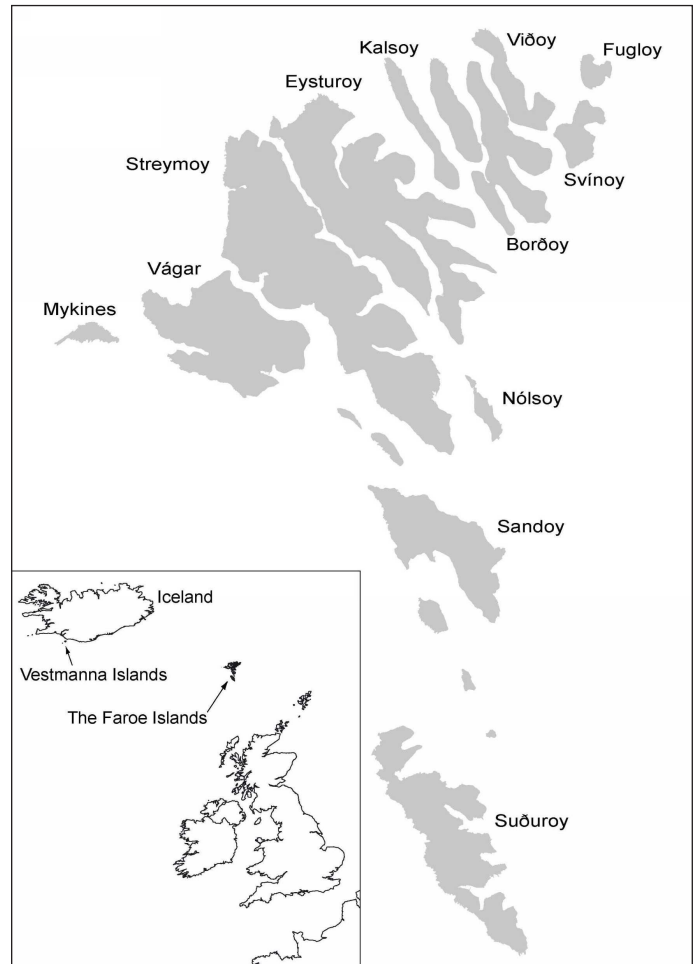 Viðoy
Kalsoy
Fugloy
Eysturoy
Streymoy
Svínoy
Borðoy
Vágar
Mykines
Nólsoy
Sandoy
Iceland
Vestmanna Islands
The Faroe Islands
Suðuroy